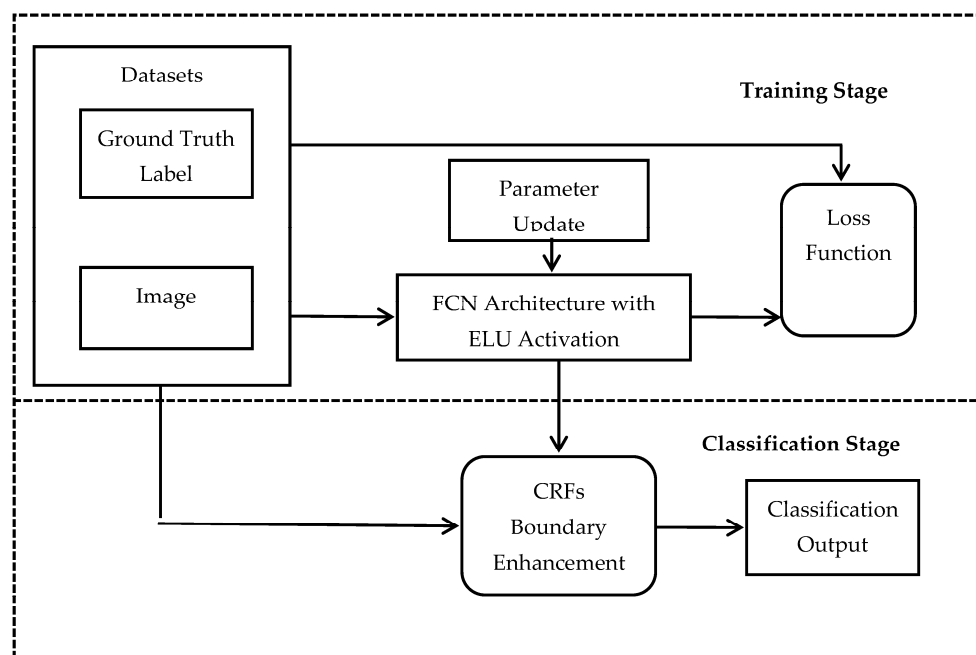 Datasets
Training Stage
Ground Truth
Label
Parameter
Update
Loss
Function
Image
FCN Architecture with
ELU Activation
Classification Stage
CRFs
Boundary
Enhancement
Classification
Output